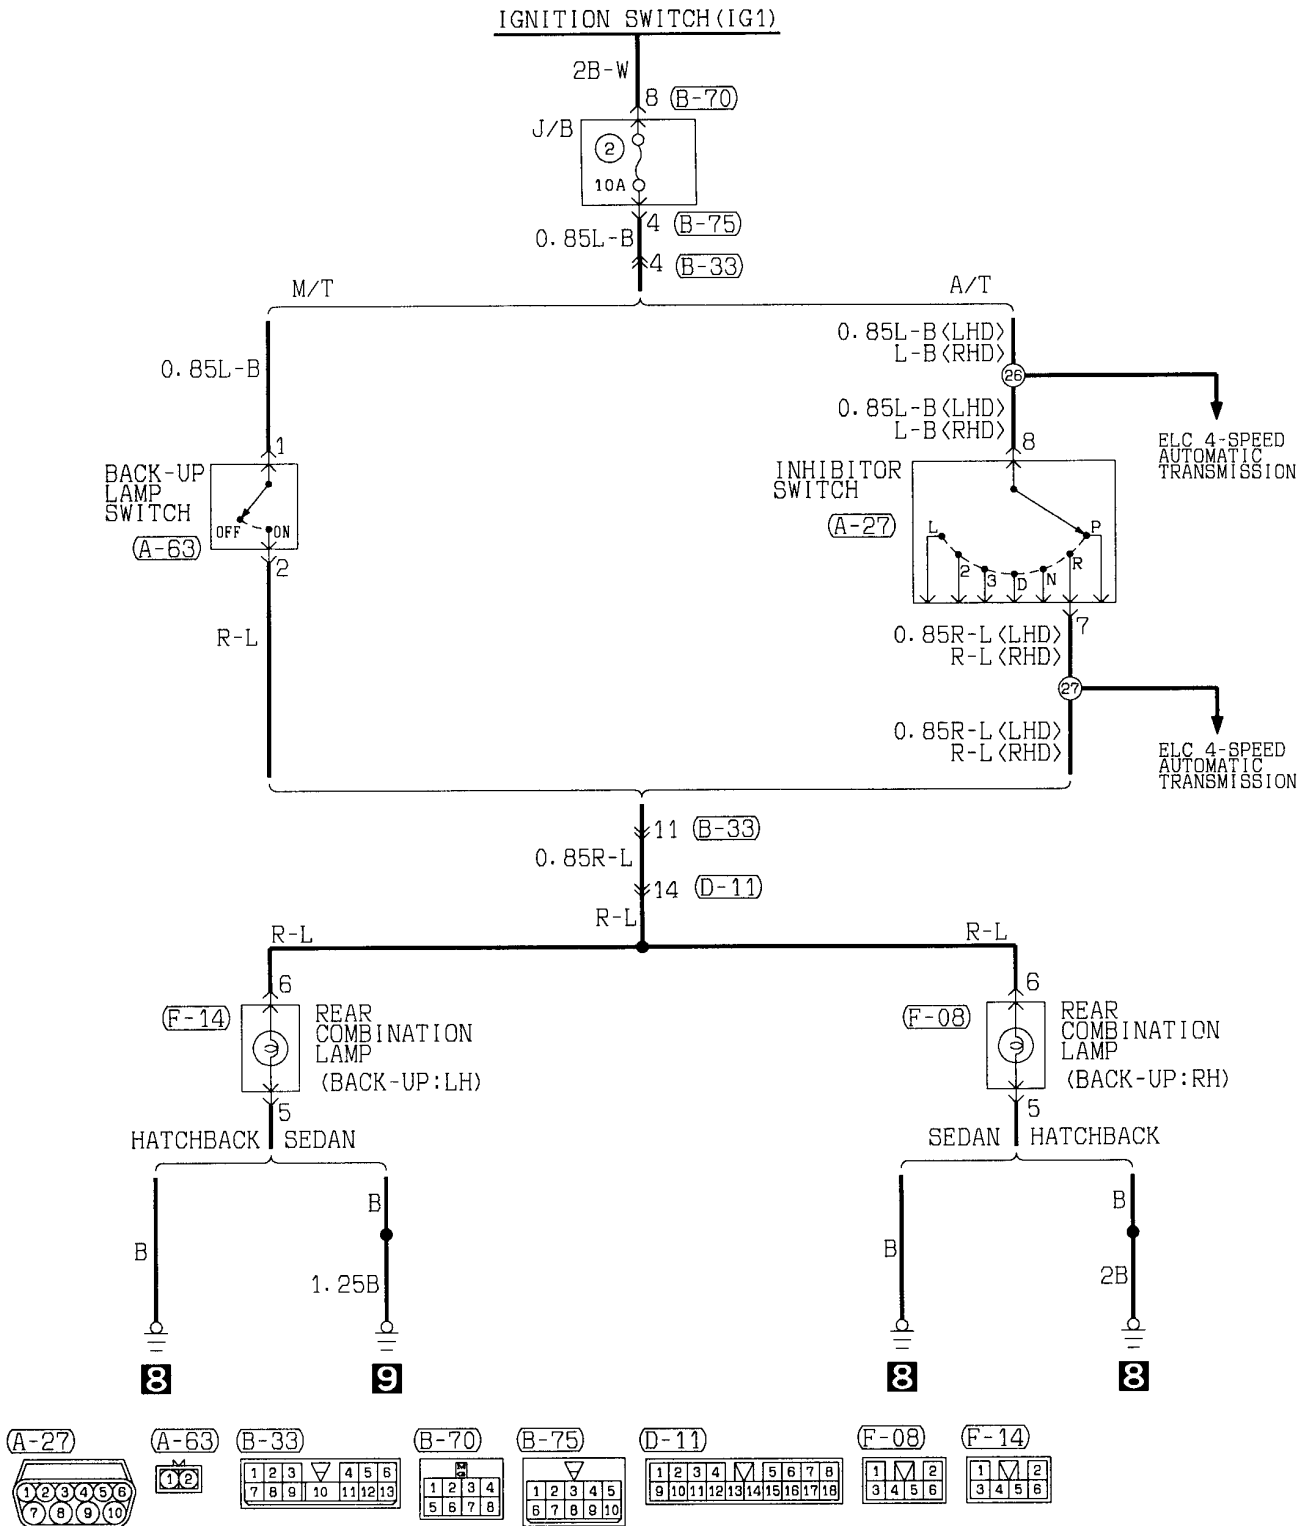 IGNITION SWITCH(IG1)
2B-W
8 B-70
J/B
2
10A
4 B-75
0.85L-B
4 B-33
M/T
A/T
0.85L-B<LHD>
L-B<RHD>
0.85L-B
26
0.85L-B<LHD>
L-B<RHD>
1
8
ELC 4-SPEED
AUTOMATIC
TRANSMISSION
BACK-UP
LAMP
SWITCH
OFF ON
A-63
2
INHIBITOR
SWITCH
A-27
L 2 3 D N R P
7
R-L
0.85R-L<LHD>
R-L<RHD>
27
0.85R-L<LHD>
R-L<RHD>
ELC 4-SPEED
AUTOMATIC
TRANSMISSION
11 B-33
0.85R-L
14 D-11
R-L
R-L
R-L
6
6
F-14
REAR
COMBINATION
LAMP
(BACK-UP:LH)
F-08
REAR
COMBINATION
LAMP
(BACK-UP:RH)
5
5
HATCHBACK SEDAN
SEDAN HATCHBACK
B
B
B
B
1.25B
2B
8
9
8
8
A-27 A-63 B-33 B-70 B-75 D-11 F-08 F-14
1 2 3 4 5 6
7 8 9 10
1 2
1 2 3 4 5 6
7 8 9 10 11 12 13
1 2 3 4
5 6 7 8
1 2 3 4 5
6 7 8 9 10
1 2 3 4 5 6 7 8
9 10 11 12 13 14 15 16 17 18
1 2
3 4 5 6
1 2
3 4 5 6